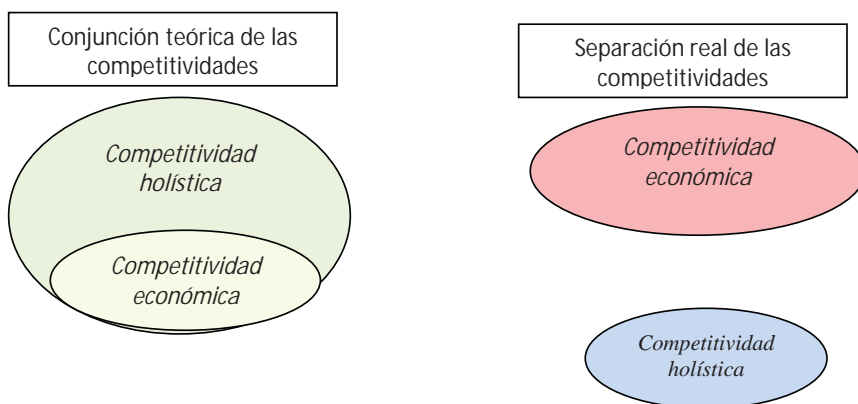 Conjunción teórica de las
competitividades
Competitividad
holística
Competitividad
económica
Separación real de las
competitividades
Competitividad
económica
Competitividad
holística